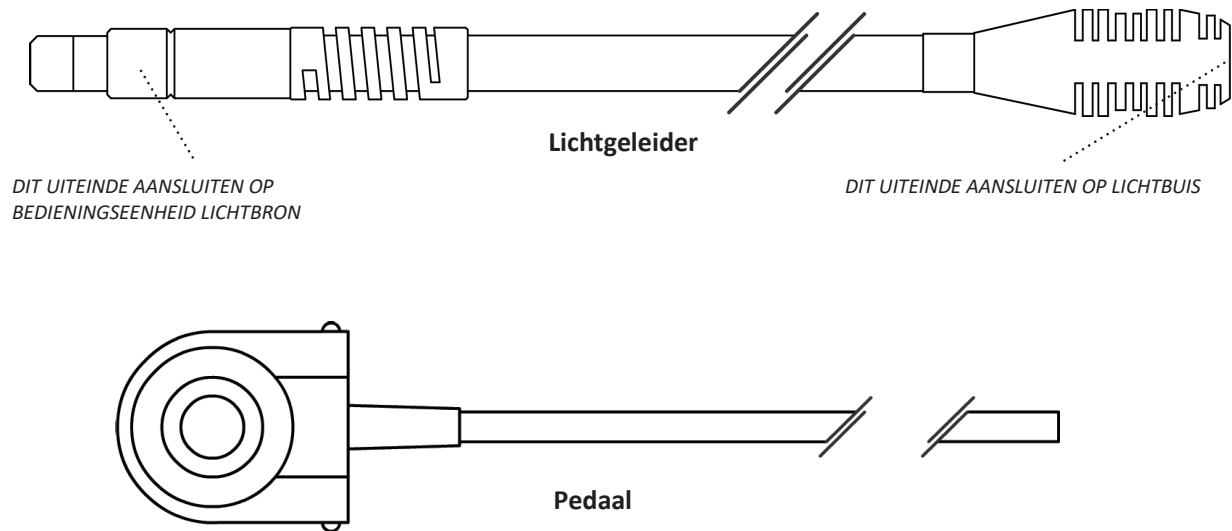 Lichtgeleider
DIT UITEINDE AANSLUITEN OP
BEDIENINGSEENHEID LICHTBRON
DIT UITEINDE AANSLUITEN OP LICHTBUIS
Pedaal